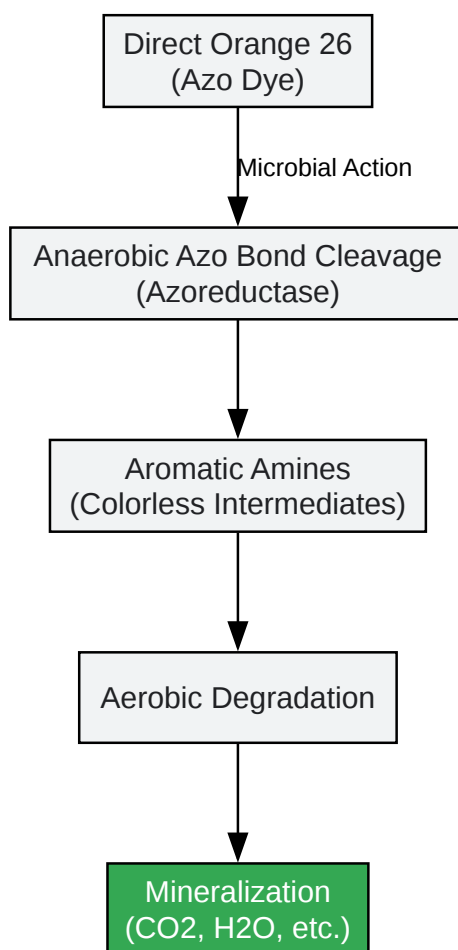 Direct Orange 26
(Azo Dye)
Microbial Action
Anaerobic Azo Bond Cleavage
(Azoreductase)
Aromatic Amines
(Colorless Intermediates)
Aerobic Degradation
Mineralization
(CO2, H2O, etc.)